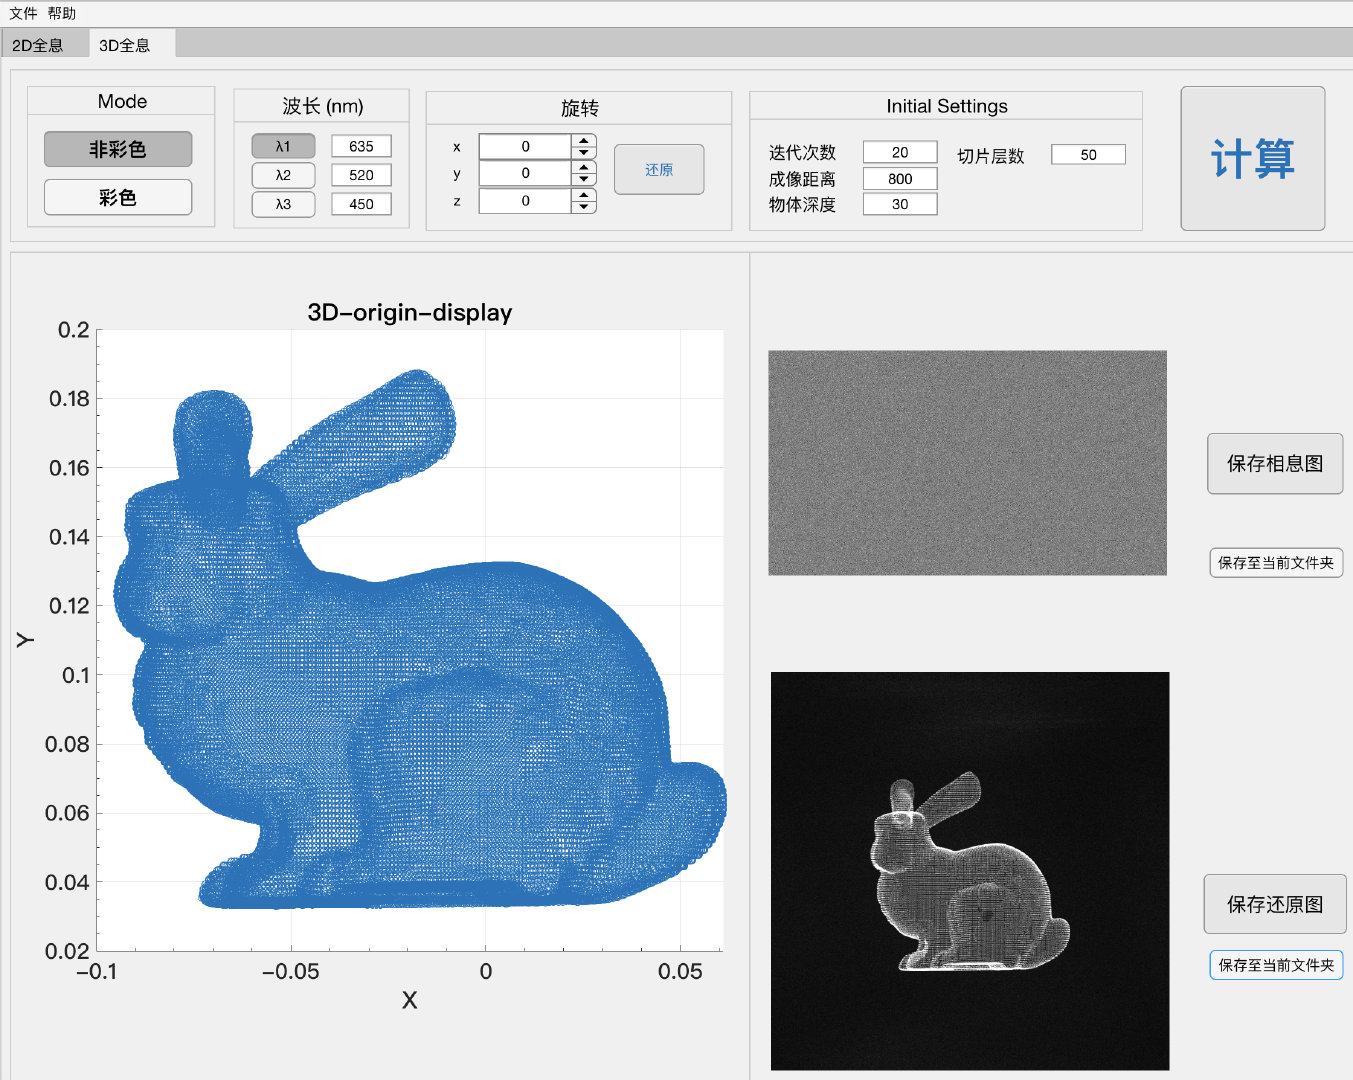 文件 帮助
2D全息 3D全息
Mode
非彩色
彩色
波长 (nm)
λ1 635
λ2 520
λ3 450
旋转
x 0
y 0
z 0
还原
Initial Settings
迭代次数 20 切片层数 50
成像距离 800
物体深度 30
计算
3D-origin-display
0.2
0.18
0.16
0.14
0.12
0.1
0.08
0.06
0.04
0.02
Y
-0.1 -0.05 0 0.05
X
保存相息图
保存至当前文件夹
保存还原图
保存至当前文件夹